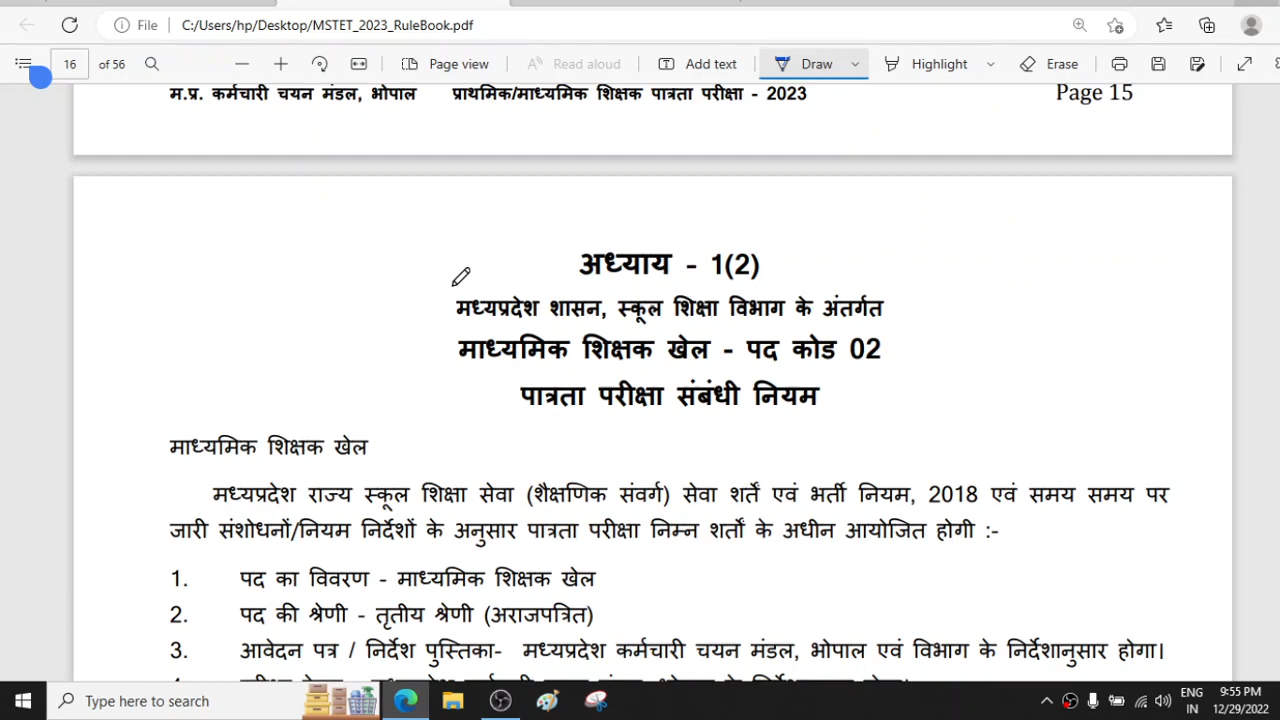 File C:/Users/hp/Desktop/MSTET_2023_RuleBook.pdf
16 of 56 Page view Read aloud Add text Draw Highlight Erase
म.प्र. कर्मचारी चयन मंडल, भोपाल प्राथमिक/माध्यमिक शिक्षक पात्रता परीक्षा - 2023 Page 15
अध्याय - 1(2)
मध्यप्रदेश शासन, स्कूल शिक्षा विभाग के अंतर्गत
माध्यमिक शिक्षक खेल - पद कोड 02
पात्रता परीक्षा संबंधी नियम
माध्यमिक शिक्षक खेल
मध्यप्रदेश राज्य स्कूल शिक्षा सेवा (शैक्षणिक संवर्ग) सेवा शर्तें एवं भर्ती नियम, 2018 एवं समय समय पर
जारी संशोधनों/नियम निर्देशों के अनुसार पात्रता परीक्षा निम्न शर्तों के अधीन आयोजित होगी :-
1. पद का विवरण - माध्यमिक शिक्षक खेल
2. पद की श्रेणी - तृतीय श्रेणी (अराजपत्रित)
3. आवेदन पत्र / निर्देश पुस्तिका- मध्यप्रदेश कर्मचारी चयन मंडल, भोपाल एवं विभाग के निर्देशानुसार होगा।
Type here to search ENG 9:55 PM
IN 12/29/2022